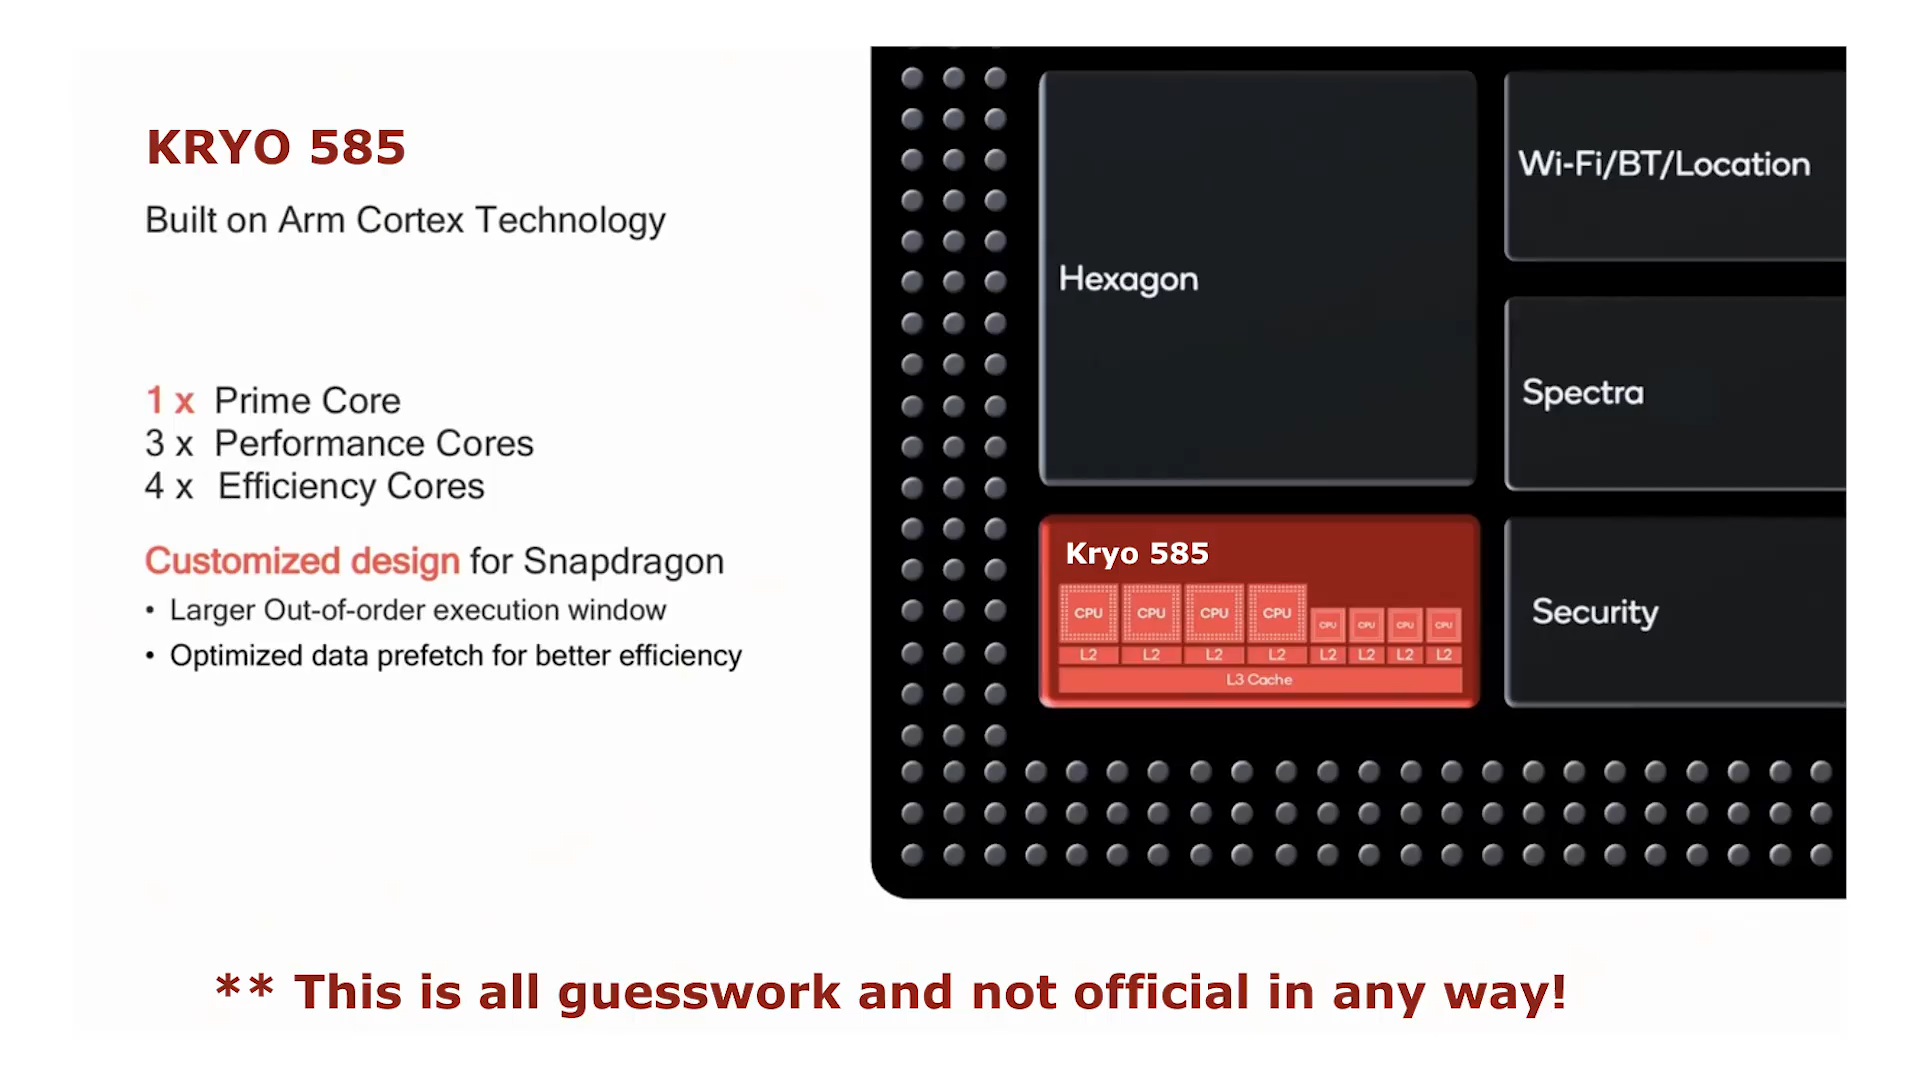 KRYO 585
Built on Arm Cortex Technology
1 x Prime Core
3 x Performance Cores
4 x Efficiency Cores
Customized design for Snapdragon
• Larger Out-of-order execution window
• Optimized data prefetch for better efficiency
Hexagon
Wi-Fi/BT/Location
Spectra
Kryo 585
CPU CPU CPU CPU CPU CPU CPU CPU
L2 L2 L2 L2 L2 L2 L2 L2
L3 Cache
Security
** This is all guesswork and not official in any way!